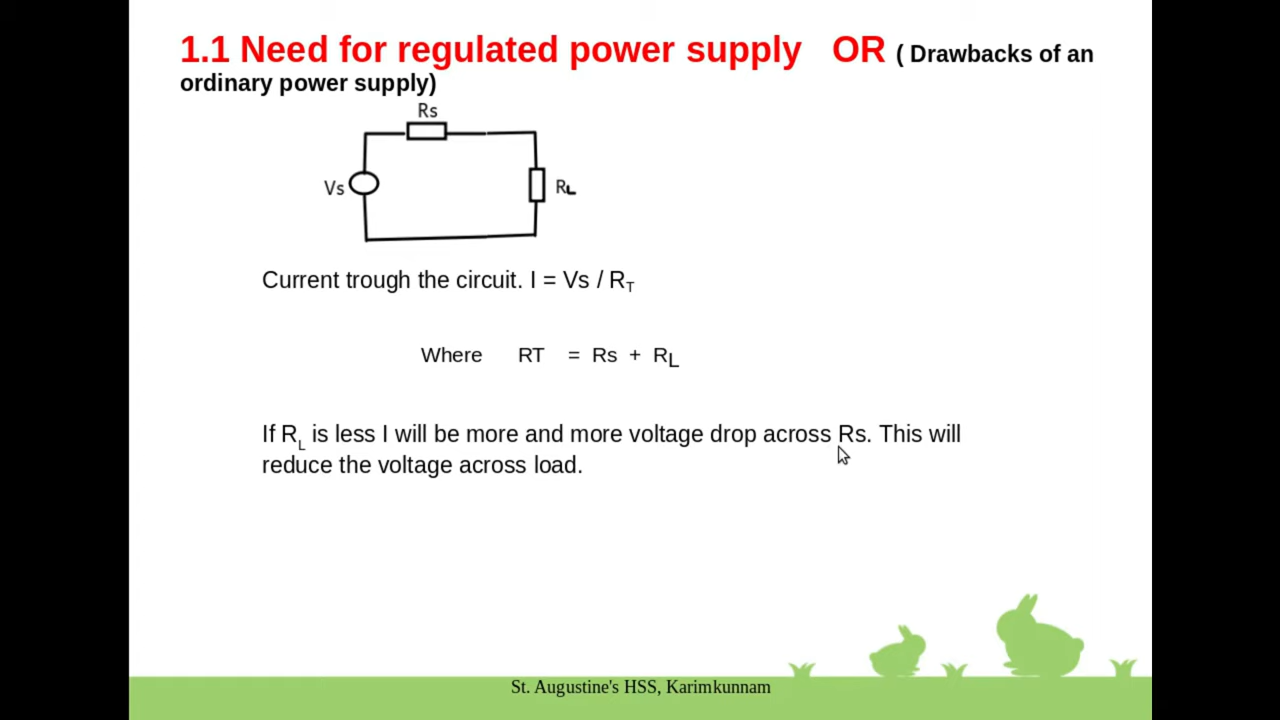 1.1 Need for regulated power supply OR ( Drawbacks of an
ordinary power supply)
Rs
Vs
RL
Current trough the circuit. I = Vs / RT
Where RT = Rs + RL
If RL is less I will be more and more voltage drop across Rs. This will
reduce the voltage across load.
St. Augustine's HSS, Karimkunnam